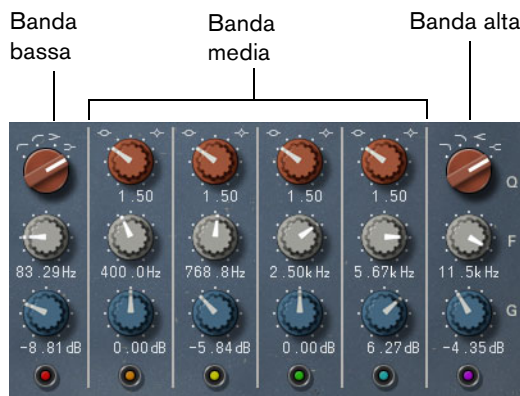 Banda
bassa
Banda
media
Banda alta
1.50 1.50 1.50 1.50 Q
83.29Hz 400.0Hz 768.8Hz 2.50kHz 5.67kHz 11.5kHz F
-8.81dB 0.00dB -5.84dB 0.00dB 6.27dB -4.35dB G